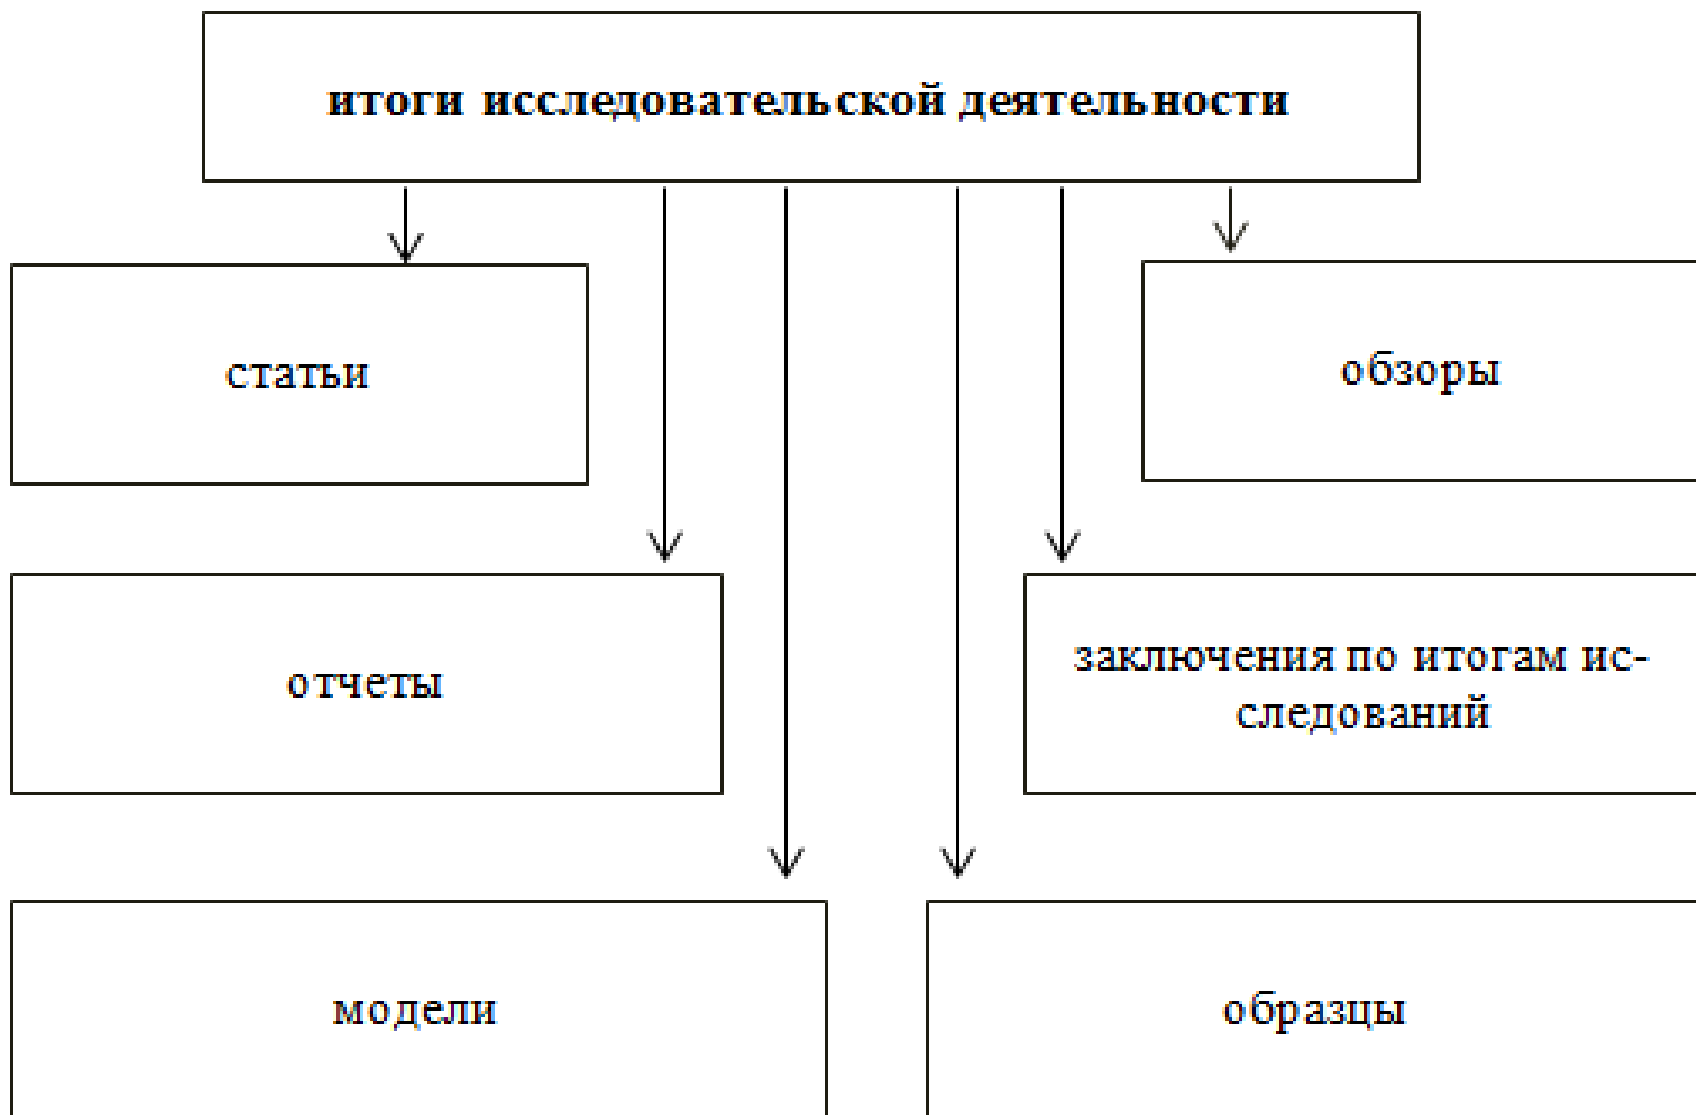 итоги исследовательской деятельности
статьи
обзоры
отчеты
заключения по итогам ис-
следований
модели
образцы